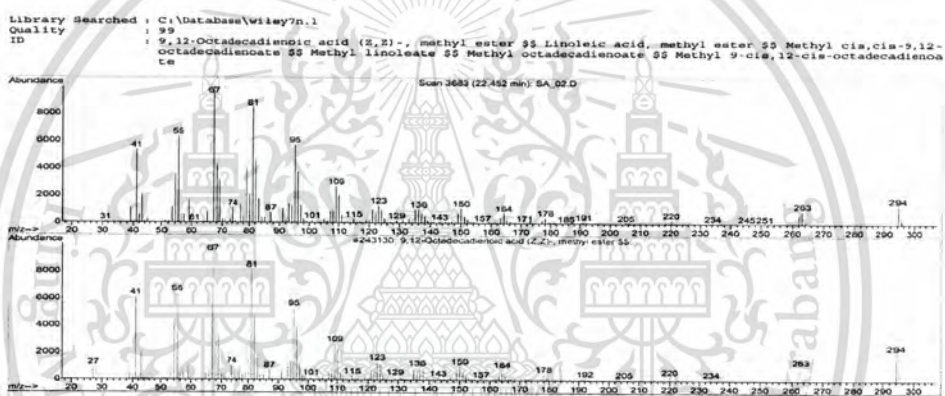 Library Searched : C:\Database\wiley7n.l
Quality : 99
ID : 9,12-Octadecadienoic acid (Z,Z)-, methyl ester $$ Linoleic acid, methyl ester $$ Methyl cis,cis-9,12-
octadecadienoate $$ Methyl linoleate $$ Methyl octadecadienoate $$ Methyl 9-cis,12-cis-octadecadienoa
te
Abundance
Scan 3683 (22.452 min): SA_02.D
67
81
8000
6000
55
95
41
4000
109
2000
123 136 150 164 178 263 294
31 61 74 87 101 115 129 143 157 171 185 191 205 220 234 245 251
0
m/z--> 20 30 40 50 60 70 80 90 100 110 120 130 140 150 160 170 180 190 200 210 220 230 240 250 260 270 280 290 300
Abundance
#243130: 9,12-Octadecadienoic acid (Z,Z)-, methyl ester $$
67
8000
81
6000
41 55
95
4000
109
2000
27 74 87 123 136 150 164 263 294
101 115 129 143 157 178 192 205 220 234
0
m/z--> 20 30 40 50 60 70 80 90 100 110 120 130 140 150 160 170 180 190 200 210 220 230 240 250 260 270 280 290 300